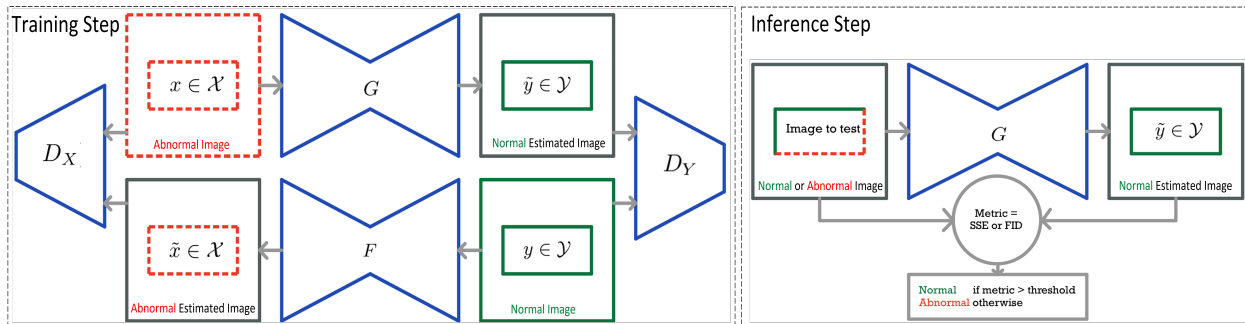 Training Step
x ∈ 𝒳
Abnormal Image
G
ỹ ∈ 𝒴
Normal Estimated Image
D_X
D_Y
x̃ ∈ 𝒳
Abnormal Estimated Image
F
y ∈ 𝒴
Normal Image
Inference Step
Image to test
Normal or Abnormal Image
G
ỹ ∈ 𝒴
Normal Estimated Image
Metric =
SSE or FID
Normal if metric > threshold
Abnormal otherwise